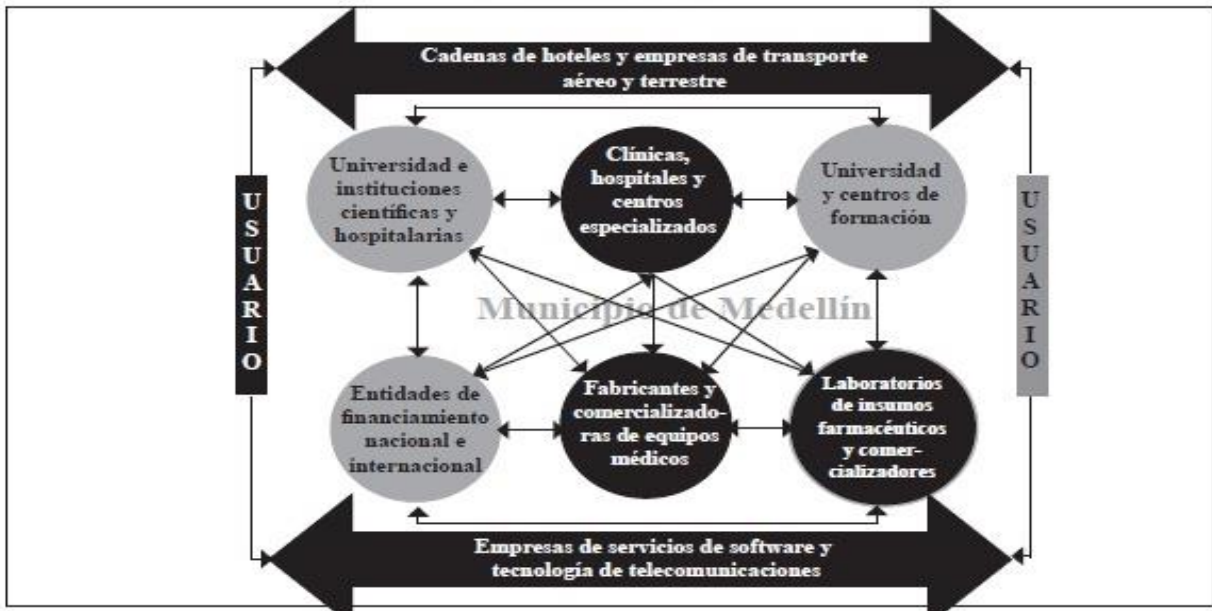 Cadenas de hoteles y empresas de transporte
aéreo y terrestre
Universidad e
instituciones
científicas y
hospitalarias
Clínicas,
hospitales y
centros
especializados
Universidad
y centros de
formación
USUARIO
USUARIO
Municipio de Medellín
Entidades de
financiamiento
nacional e
internacional
Fabricantes y
comercializado-
ras de equipos
médicos
Laboratorios
de insumos
farmacéuticos
y comer-
cializadores
Empresas de servicios de software y
tecnología de telecomunicaciones